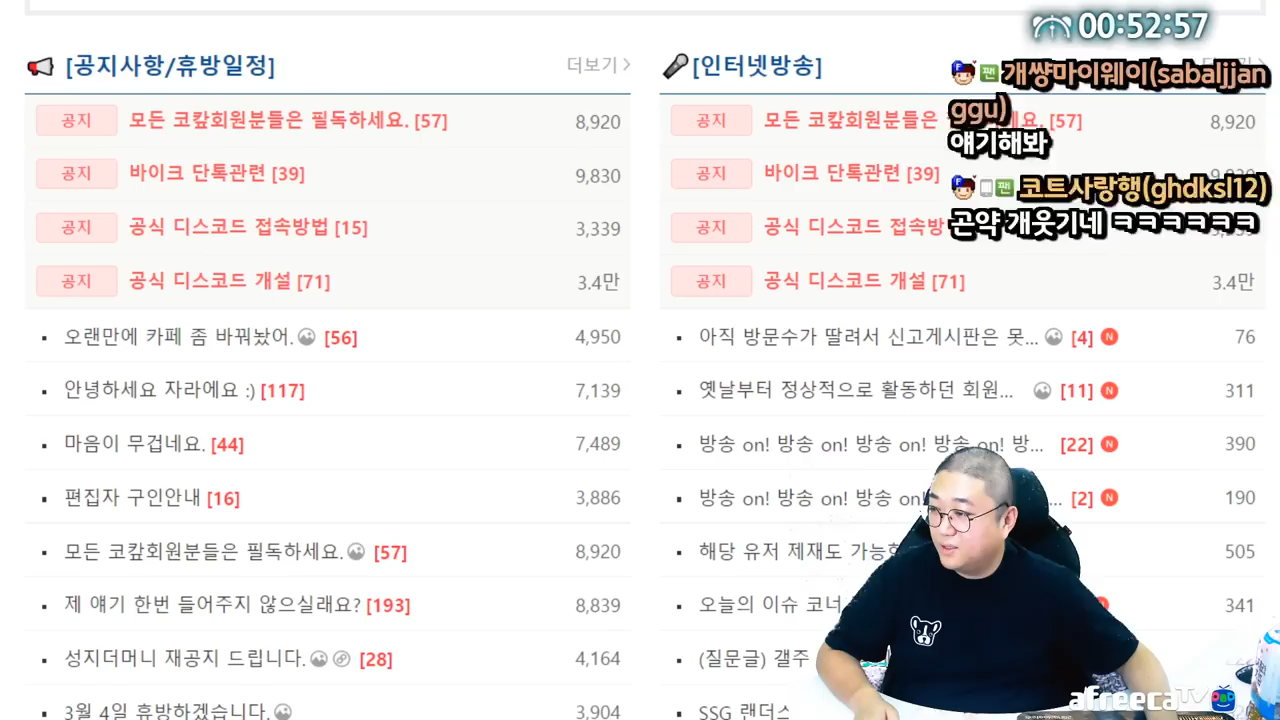 00:52:57
[공지사항/휴방일정]
더보기
공지 모든 코캎회원분들은 필독하세요. [57] 8,920
공지 바이크 단톡관련 [39] 9,830
공지 공식 디스코드 접속방법 [15] 3,339
공지 공식 디스코드 개설 [71] 3.4만
오랜만에 카페 좀 바꿔놨어. [56] 4,950
안녕하세요 자라에요 :) [117] 7,139
마음이 무겁네요. [44] 7,489
편집자 구인안내 [16] 3,886
모든 코캎회원분들은 필독하세요. [57] 8,920
제 얘기 한번 들어주지 않으실래요? [193] 8,839
성지더머니 재공지 드립니다. [28] 4,164
3월 4일 휴방하겠습니다. 3,904
[인터넷방송]
공지 모든 코캎회원분들은 [57] 8,920
공지 바이크 단톡관련 [39]
공지 공식 디스코드 접속방
공지 공식 디스코드 개설 [71] 3.4만
아직 방문수가 딸려서 신고게시판은 못... [4] N 76
옛날부터 정상적으로 활동하던 회원... [11] N 311
방송 on! 방송 on! 방송 on! 방송 on! 방... [22] N 390
방송 on! 방송 on! 방송 on! ... [2] N 190
해당 유저 제재도 505
오늘의 이슈 코너 341
(질문글) 갤주
SSG 랜더스
짼 개썅마이웨이(sabaljjan
ggu)
얘기해봐
짼 코트사랑행(ghdksl12)
곤약 개웃기네 ㅋㅋㅋㅋㅋㅋ
afreecaTV